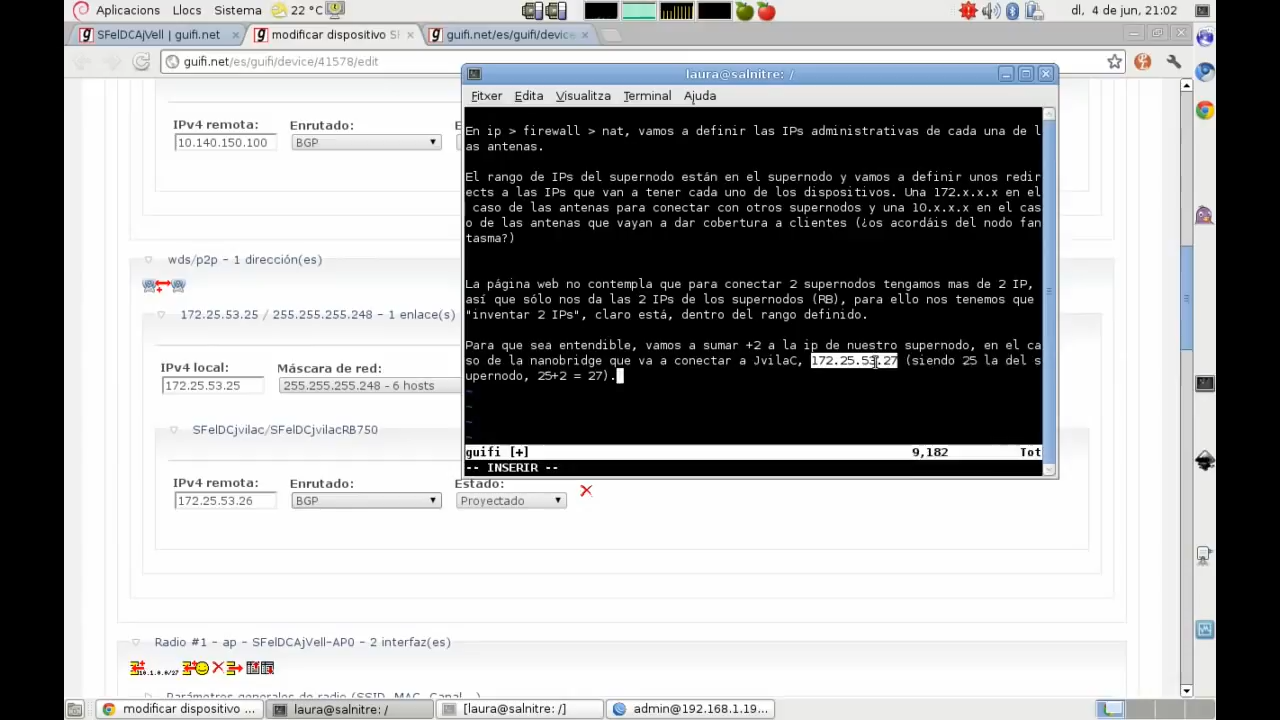 Aplicacions Llocs Sistema 22 °C dl, 4 de jun, 21:02
SFelDCAjVell | guifi.net
modificar dispositivo SF
guifi.net/es/guifi/device
guifi.net/es/guifi/device/41578/edit
laura@salnitre: /
Fitxer Edita Visualitza Terminal Ajuda
En ip > firewall > nat, vamos a definir las IPs administrativas de cada una de l
as antenas.
El rango de IPs del supernodo están en el supernodo y vamos a definir unos redir
ects a las IPs que van a tener cada uno de los dispositivos. Una 172.x.x.x en el
caso de las antenas para conectar con otros supernodos y una 10.x.x.x en el cas
o de las antenas que vayan a dar cobertura a clientes (¿os acordáis del nodo fan
tasma?)
La página web no contempla que para conectar 2 supernodos tengamos mas de 2 IP,
así que sólo nos da las 2 IPs de los supernodos (RB), para ello nos tenemos que
"inventar 2 IPs", claro está, dentro del rango definido.
Para que sea entendible, vamos a sumar +2 a la ip de nuestro supernodo, en el ca
so de la nanobridge que va a conectar a JvilaC, 172.25.53.27 (siendo 25 la del s
upernodo, 25+2 = 27).
~
~
~
~
guifi [+] 9,182 Tot
-- INSERIR --
IPv4 remota: Enrutado: E
10.140.150.100 BGP
wds/p2p - 1 dirección(es)
172.25.53.25 / 255.255.255.248 - 1 enlace(s)
IPv4 local: Máscara de red:
172.25.53.25 255.255.255.248 - 6 hosts
SFelDCjvilac/SFelDCjvilacRB750
IPv4 remota: Enrutado: Estado:
172.25.53.26 BGP Proyectado
Radio #1 - ap - SFelDCAjVell-AP0 - 2 interfaz(es)
Parámetros generales de radio (SSID, MAC, Canal...)
modificar dispositivo ... laura@salnitre: / [laura@salnitre: /] admin@192.168.1.19...